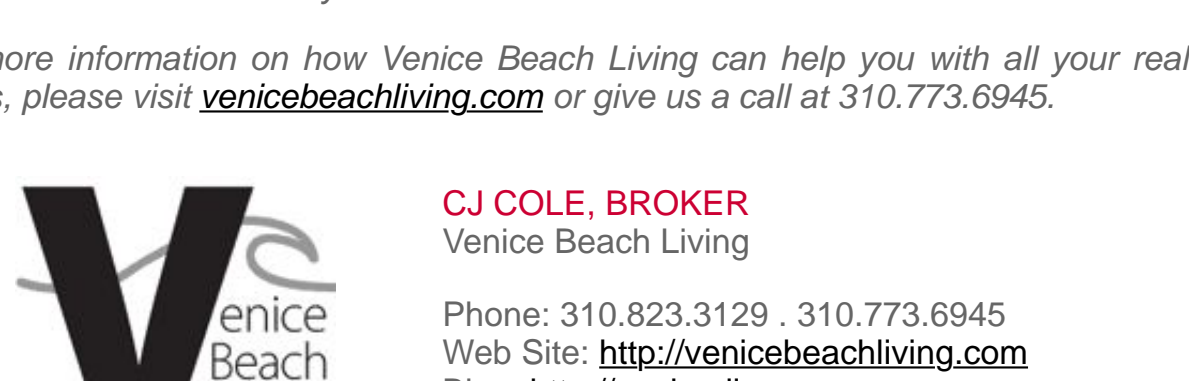 more information on how Venice Beach Living can help you with all your real
, please visit venicebeachliving.com or give us a call at 310.773.6945.
CJ COLE, BROKER
Venice Beach Living
Venice
Beach
Phone: 310.823.3129 . 310.773.6945
Web Site: http://venicebeachliving.com